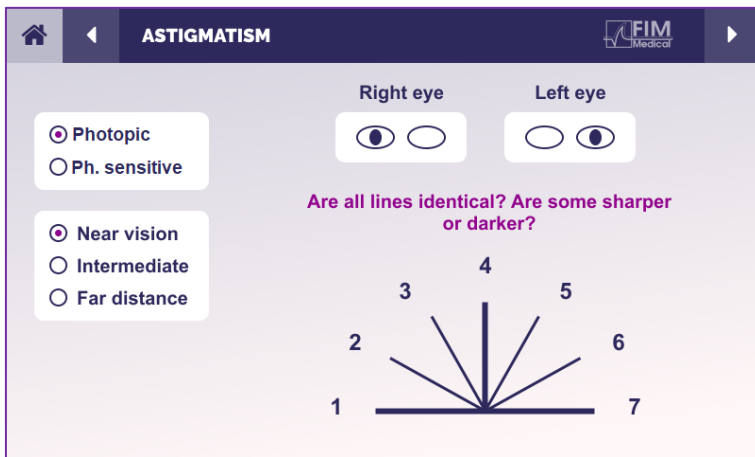 ASTIGMATISM
FIM
Medical
Right eye
Left eye
Photopic
Ph. sensitive
Near vision
Intermediate
Far distance
Are all lines identical? Are some sharper
or darker?
4
3
5
2
6
1
7